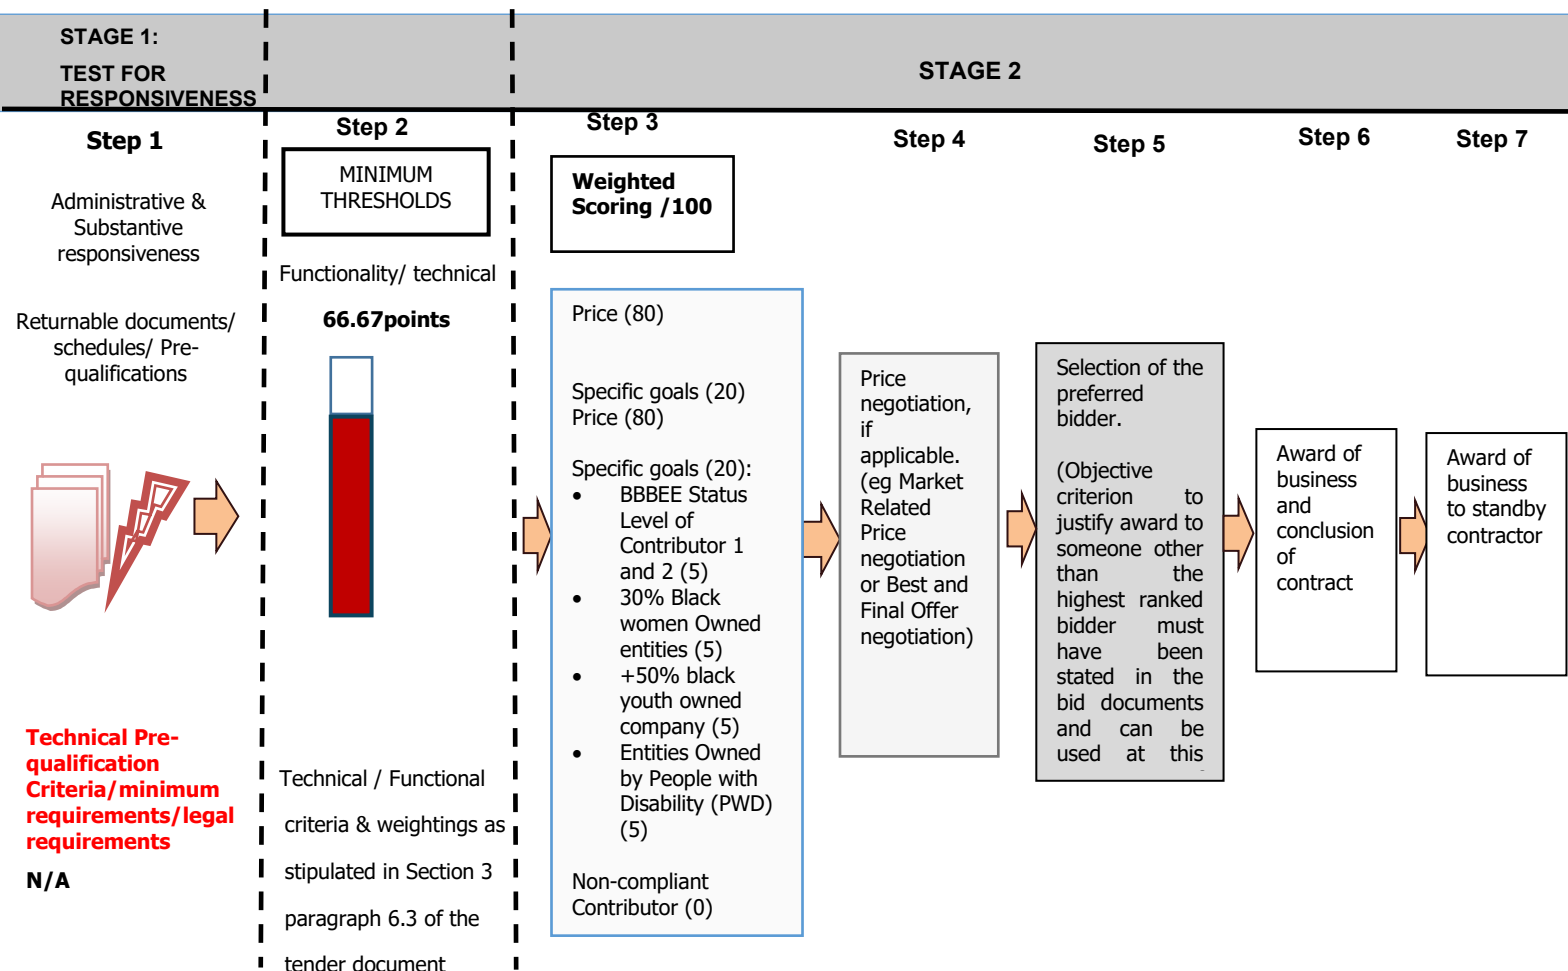 STAGE 1:
TEST FOR
RESPONSIVENESS
STAGE 2
Step 1
Administrative &
Substantive
responsiveness
Returnable documents/
schedules/ Pre-
qualifications
Technical Pre-
qualification
Criteria/minimum
requirements/legal
requirements
N/A
Step 2
MINIMUM
THRESHOLDS
Functionality/ technical
66.67points
Technical / Functional
criteria & weightings as
stipulated in Section 3
paragraph 6.3 of the
tender document
Step 3
Weighted
Scoring /100
Price (80)
Specific goals (20)
Price (80)
Specific goals (20):
• BBBEE Status
Level of
Contributor 1
and 2 (5)
• 30% Black
women Owned
entities (5)
• +50% black
youth owned
company (5)
• Entities Owned
by People with
Disability (PWD)
(5)
Non-compliant
Contributor (0)
Step 4
Price
negotiation,
if
applicable.
(eg Market
Related
Price
negotiation
or Best and
Final Offer
negotiation)
Step 5
Selection of the
preferred
bidder.
(Objective
criterion to
justify award to
someone other
than the
highest ranked
bidder must
have been
stated in the
bid documents
and can be
used at this
Step 6
Award of
business
and
conclusion
of
contract
Step 7
Award of
business
to standby
contractor